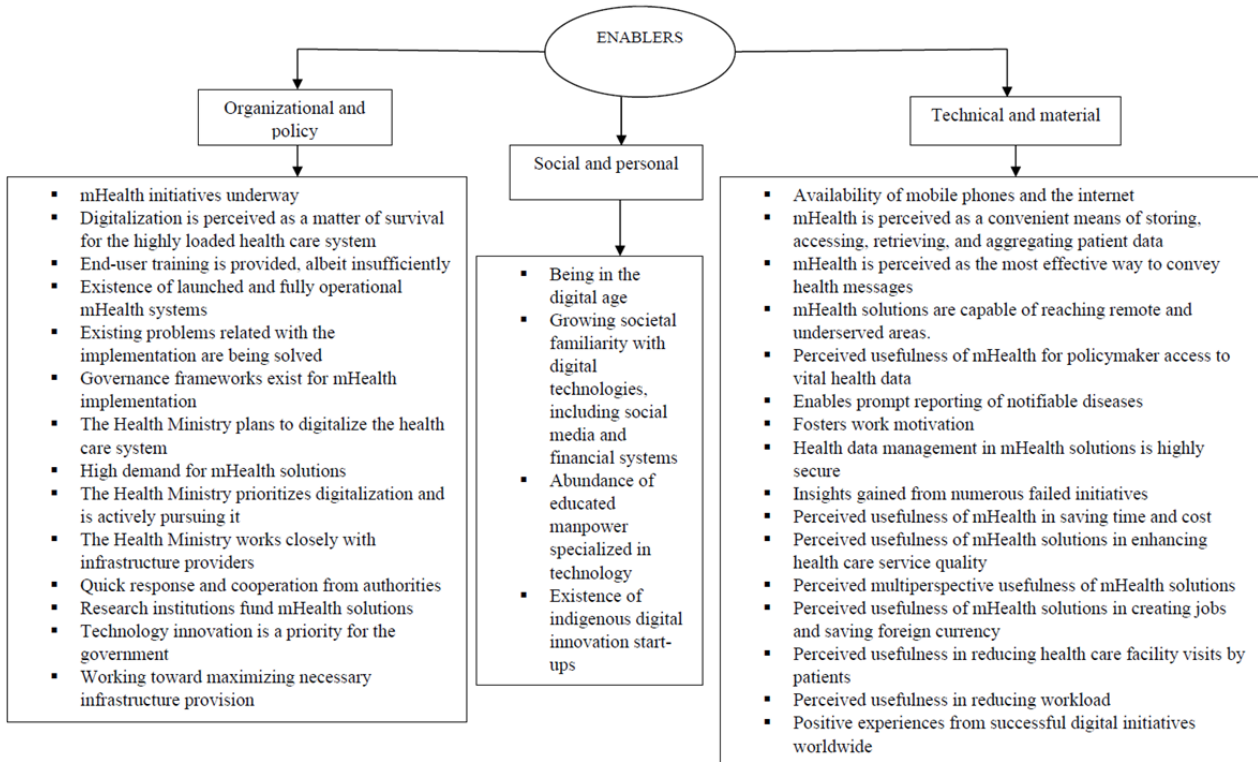 ENABLERS
Organizational and
policy
▪ mHealth initiatives underway
▪ Digitalization is perceived as a matter of survival
for the highly loaded health care system
▪ End-user training is provided, albeit insufficiently
▪ Existence of launched and fully operational
mHealth systems
▪ Existing problems related with the
implementation are being solved
▪ Governance frameworks exist for mHealth
implementation
▪ The Health Ministry plans to digitalize the health
care system
▪ High demand for mHealth solutions
▪ The Health Ministry prioritizes digitalization and
is actively pursuing it
▪ The Health Ministry works closely with
infrastructure providers
▪ Quick response and cooperation from authorities
▪ Research institutions fund mHealth solutions
▪ Technology innovation is a priority for the
government
▪ Working toward maximizing necessary
infrastructure provision
Social and personal
▪ Being in the
digital age
▪ Growing societal
familiarity with
digital
technologies,
including social
media and
financial systems
▪ Abundance of
educated
manpower
specialized in
technology
▪ Existence of
indigenous digital
innovation start-
ups
Technical and material
▪ Availability of mobile phones and the internet
▪ mHealth is perceived as a convenient means of storing,
accessing, retrieving, and aggregating patient data
▪ mHealth is perceived as the most effective way to convey
health messages
▪ mHealth solutions are capable of reaching remote and
underserved areas.
▪ Perceived usefulness of mHealth for policymaker access to
vital health data
▪ Enables prompt reporting of notifiable diseases
▪ Fosters work motivation
▪ Health data management in mHealth solutions is highly
secure
▪ Insights gained from numerous failed initiatives
▪ Perceived usefulness of mHealth in saving time and cost
▪ Perceived usefulness of mHealth solutions in enhancing
health care service quality
▪ Perceived multiperspective usefulness of mHealth solutions
▪ Perceived usefulness of mHealth solutions in creating jobs
and saving foreign currency
▪ Perceived usefulness in reducing health care facility visits by
patients
▪ Perceived usefulness in reducing workload
▪ Positive experiences from successful digital initiatives
worldwide